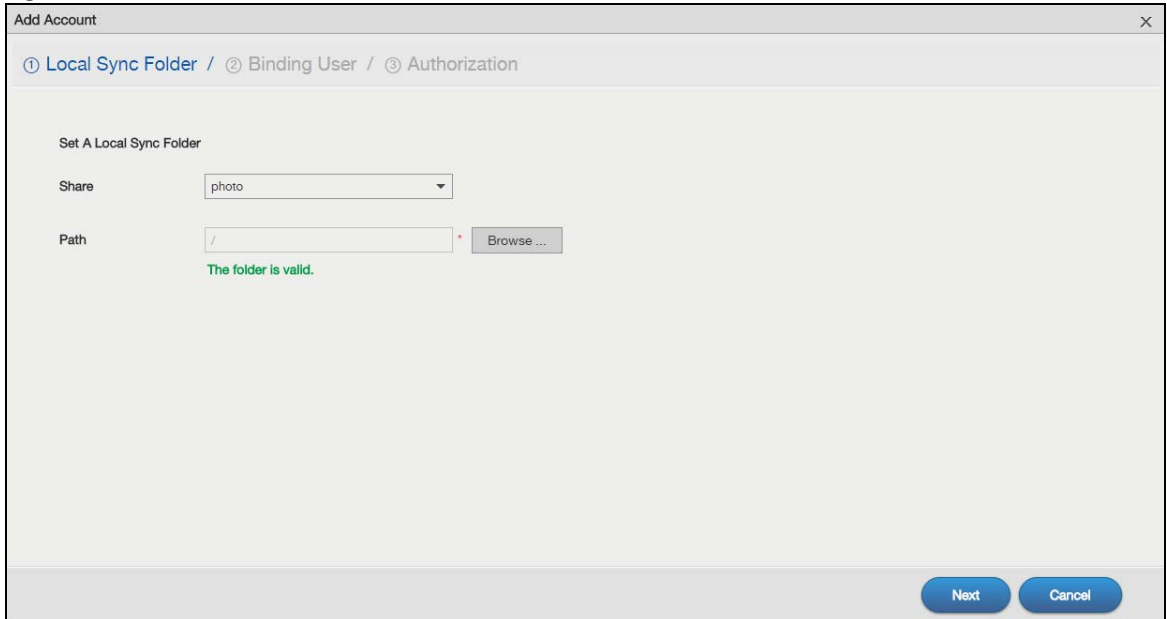 Add Account X
① Local Sync Folder / ② Binding User / ③ Authorization
Set A Local Sync Folder
Share photo
Path / * Browse ...
The folder is valid.
Next Cancel